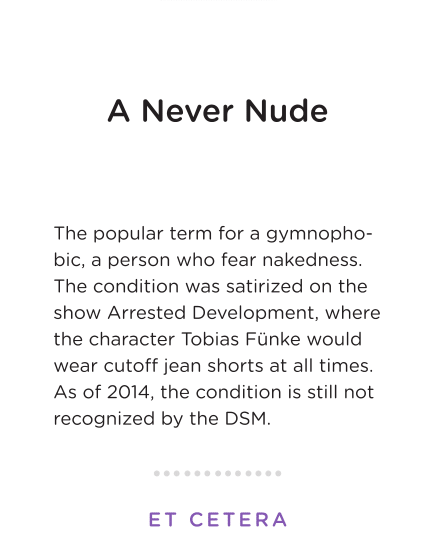 A Never Nude
The popular term for a gymnopho-
bic, a person who fear nakedness.
The condition was satirized on the
show Arrested Development, where
the character Tobias Fünke would
wear cutoff jean shorts at all times.
As of 2014, the condition is still not
recognized by the DSM.
ET CETERA